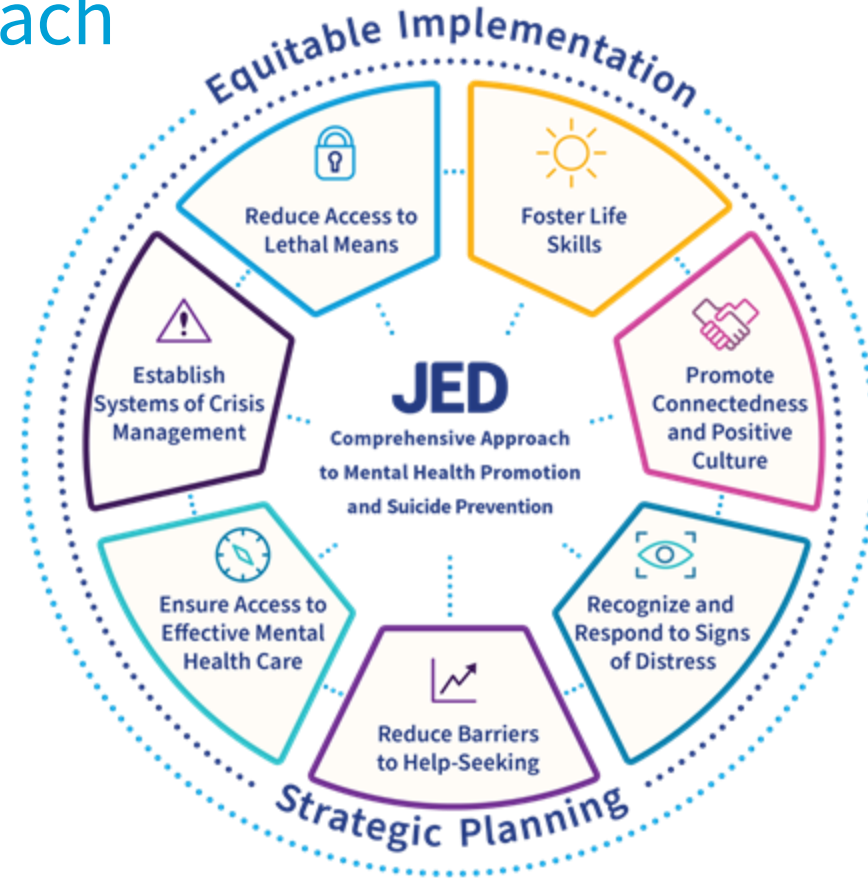 ach
Equitable Implementation
Reduce Access to
Lethal Means
Foster Life
Skills
Establish
Systems of Crisis
Management
Promote
Connectedness
and Positive
Culture
JED
Comprehensive Approach
to Mental Health Promotion
and Suicide Prevention
Ensure Access to
Effective Mental
Health Care
Recognize and
Respond to Signs
of Distress
Reduce Barriers
to Help-Seeking
Strategic Planning